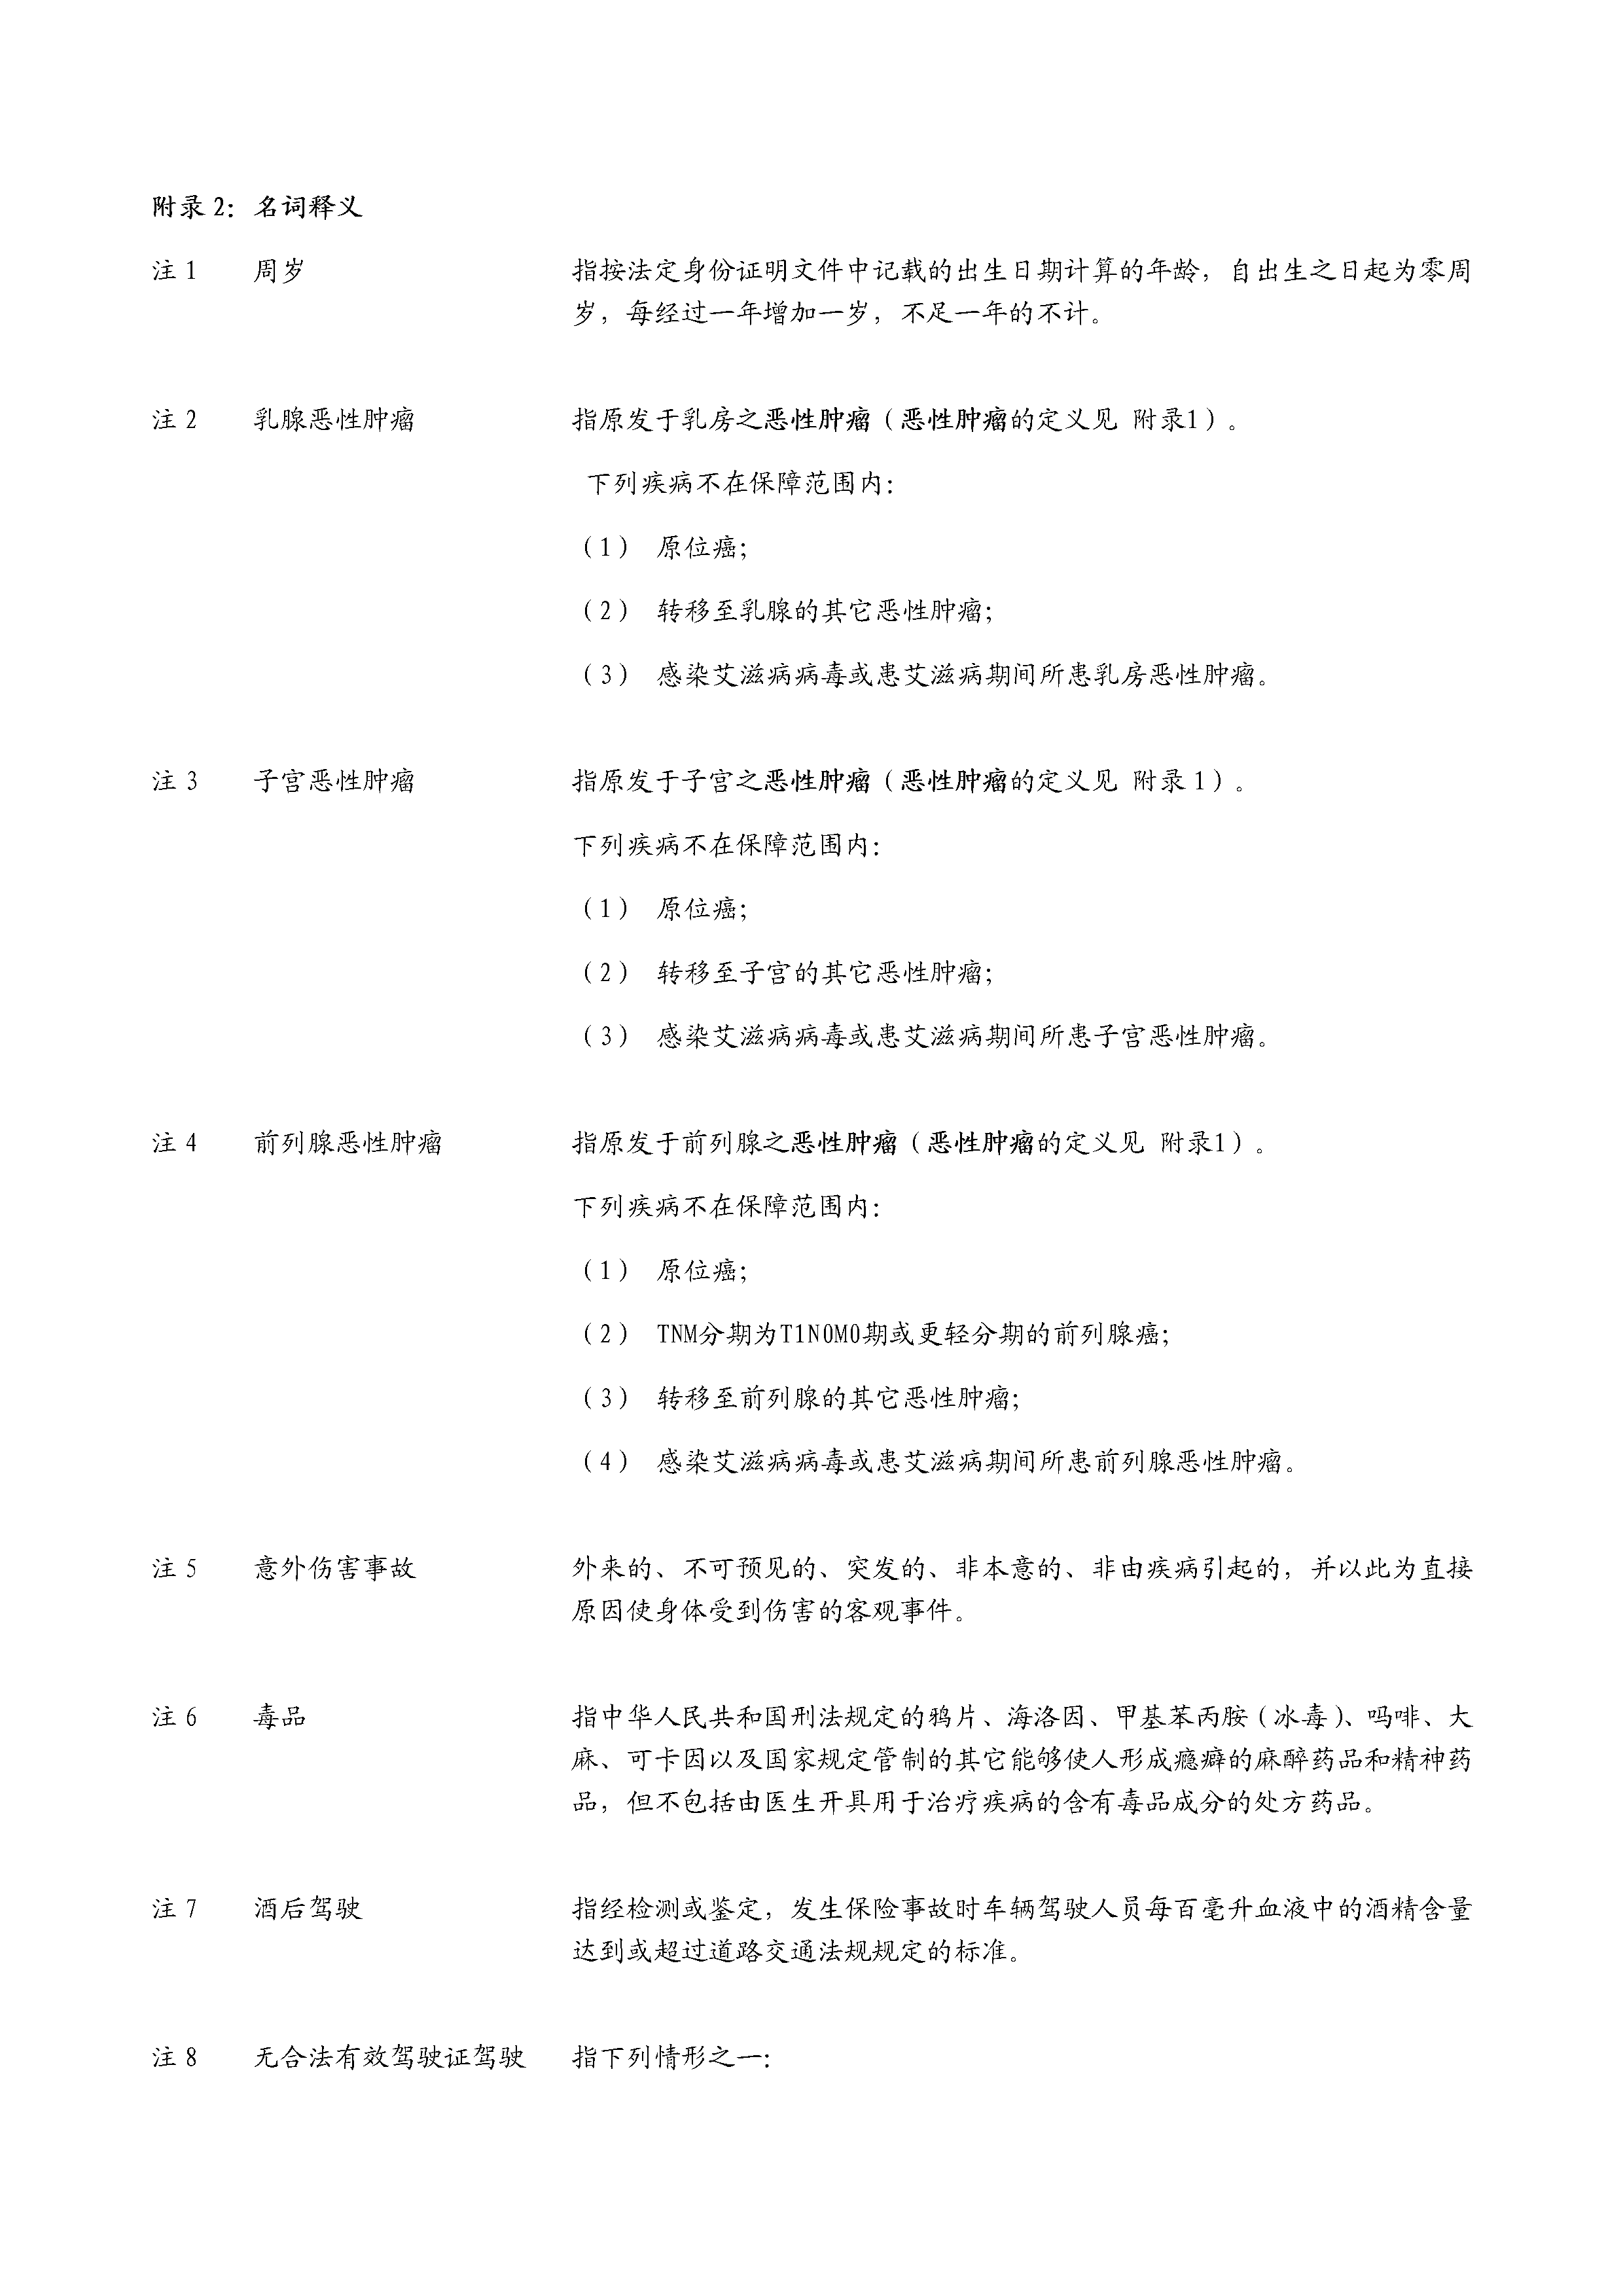 附录 2：名词释义
注 1 周岁 指按法定身份证明文件中记载的出生日期计算的年龄，自出生之日起为零周
岁，每经过一年增加一岁，不足一年的不计。
注 2 乳腺恶性肿瘤 指原发于乳房之恶性肿瘤（恶性肿瘤的定义见 附录1）。
下列疾病不在保障范围内：
（1） 原位癌；
（2） 转移至乳腺的其它恶性肿瘤；
（3） 感染艾滋病病毒或患艾滋病期间所患乳房恶性肿瘤。
注 3 子宫恶性肿瘤 指原发于子宫之恶性肿瘤（恶性肿瘤的定义见 附录 1）。
下列疾病不在保障范围内：
（1） 原位癌；
（2） 转移至子宫的其它恶性肿瘤；
（3） 感染艾滋病病毒或患艾滋病期间所患子宫恶性肿瘤。
注 4 前列腺恶性肿瘤 指原发于前列腺之恶性肿瘤（恶性肿瘤的定义见 附录1）。
下列疾病不在保障范围内：
（1） 原位癌；
（2） TNM分期为T1N0M0期或更轻分期的前列腺癌；
（3） 转移至前列腺的其它恶性肿瘤；
（4） 感染艾滋病病毒或患艾滋病期间所患前列腺恶性肿瘤。
注 5 意外伤害事故 外来的、不可预见的、突发的、非本意的、非由疾病引起的，并以此为直接
原因使身体受到伤害的客观事件。
注 6 毒品 指中华人民共和国刑法规定的鸦片、海洛因、甲基苯丙胺（冰毒）、吗啡、大
麻、可卡因以及国家规定管制的其它能够使人形成瘾癖的麻醉药品和精神药
品，但不包括由医生开具用于治疗疾病的含有毒品成分的处方药品。
注 7 酒后驾驶 指经检测或鉴定，发生保险事故时车辆驾驶人员每百毫升血液中的酒精含量
达到或超过道路交通法规规定的标准。
注 8 无合法有效驾驶证驾驶 指下列情形之一：